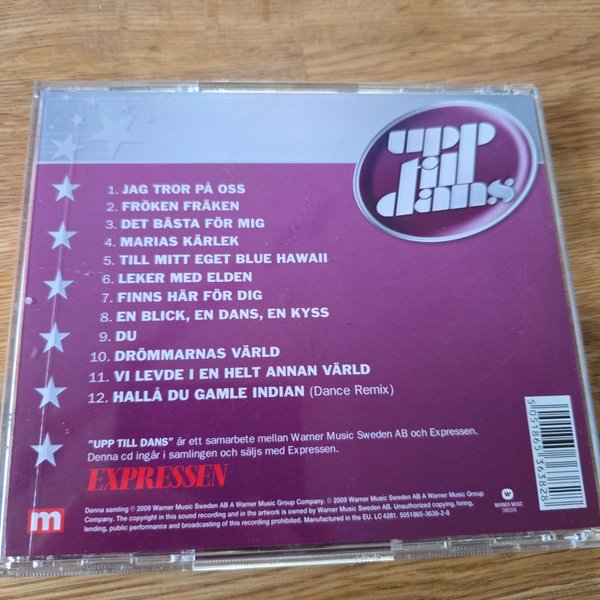 upp
till
dans
1. JAG TROR PÅ OSS
2. FRÖKEN FRÄKEN
3. DET BÄSTA FÖR MIG
4. MARIAS KÄRLEK
5. TILL MITT EGET BLUE HAWAII
6. LEKER MED ELDEN
7. FINNS HÄR FÖR DIG
8. EN BLICK, EN DANS, EN KYSS
9. DU
10. DRÖMMARNAS VÄRLD
11. VI LEVDE I EN HELT ANNAN VÄRLD
12. HALLÅ DU GAMLE INDIAN (Dance Remix)
"UPP TILL DANS" är ett samarbete mellan Warner Music Sweden AB och Expressen.
Denna cd ingår i samlingen och säljs med Expressen.
EXPRESSEN
m
Denna samling ℗ 2009 Warner Music Sweden AB A Warner Music Group Company. © 2009 Warner Music Sweden AB A Warner Music Group
Company. The copyright in this sound recording and in the artwork is owned by Warner Music Sweden AB. Unauthorized copying, hiring,
lending, public performance and broadcasting of this recording prohibited. Manufactured in the EU. LC 4281. 5051865-3638-2-8
WARNER MUSIC
SWEDEN
5 051865 363828